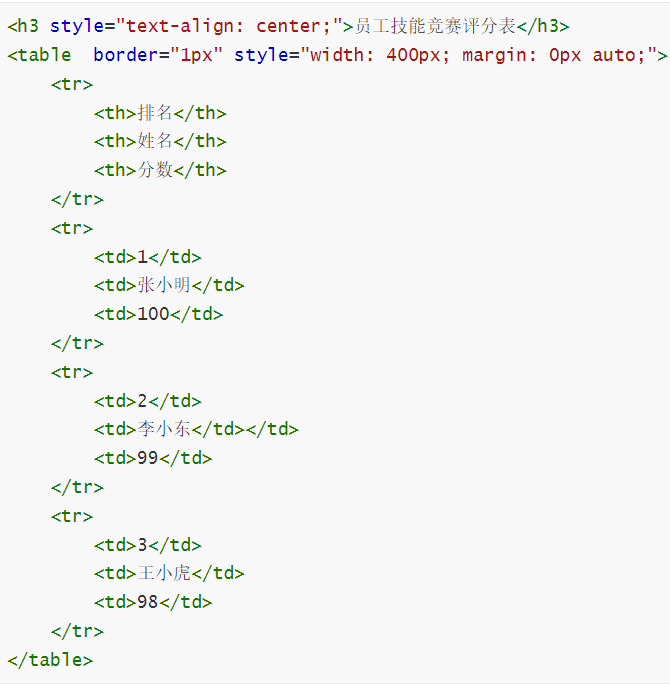 <h3 style="text-align: center;">员工技能竞赛评分表</h3>
<table  border="1px" style="width: 400px; margin: 0px auto;">
    <tr>
        <th>排名</th>
        <th>姓名</th>
        <th>分数</th>
    </tr>
    <tr>
        <td>1</td>
        <td>张小明</td>
        <td>100</td>
    </tr>
    <tr>
        <td>2</td>
        <td>李小东</td></td>
        <td>99</td>
    </tr>
    <tr>
        <td>3</td>
        <td>王小虎</td>
        <td>98</td>
    </tr>
</table>